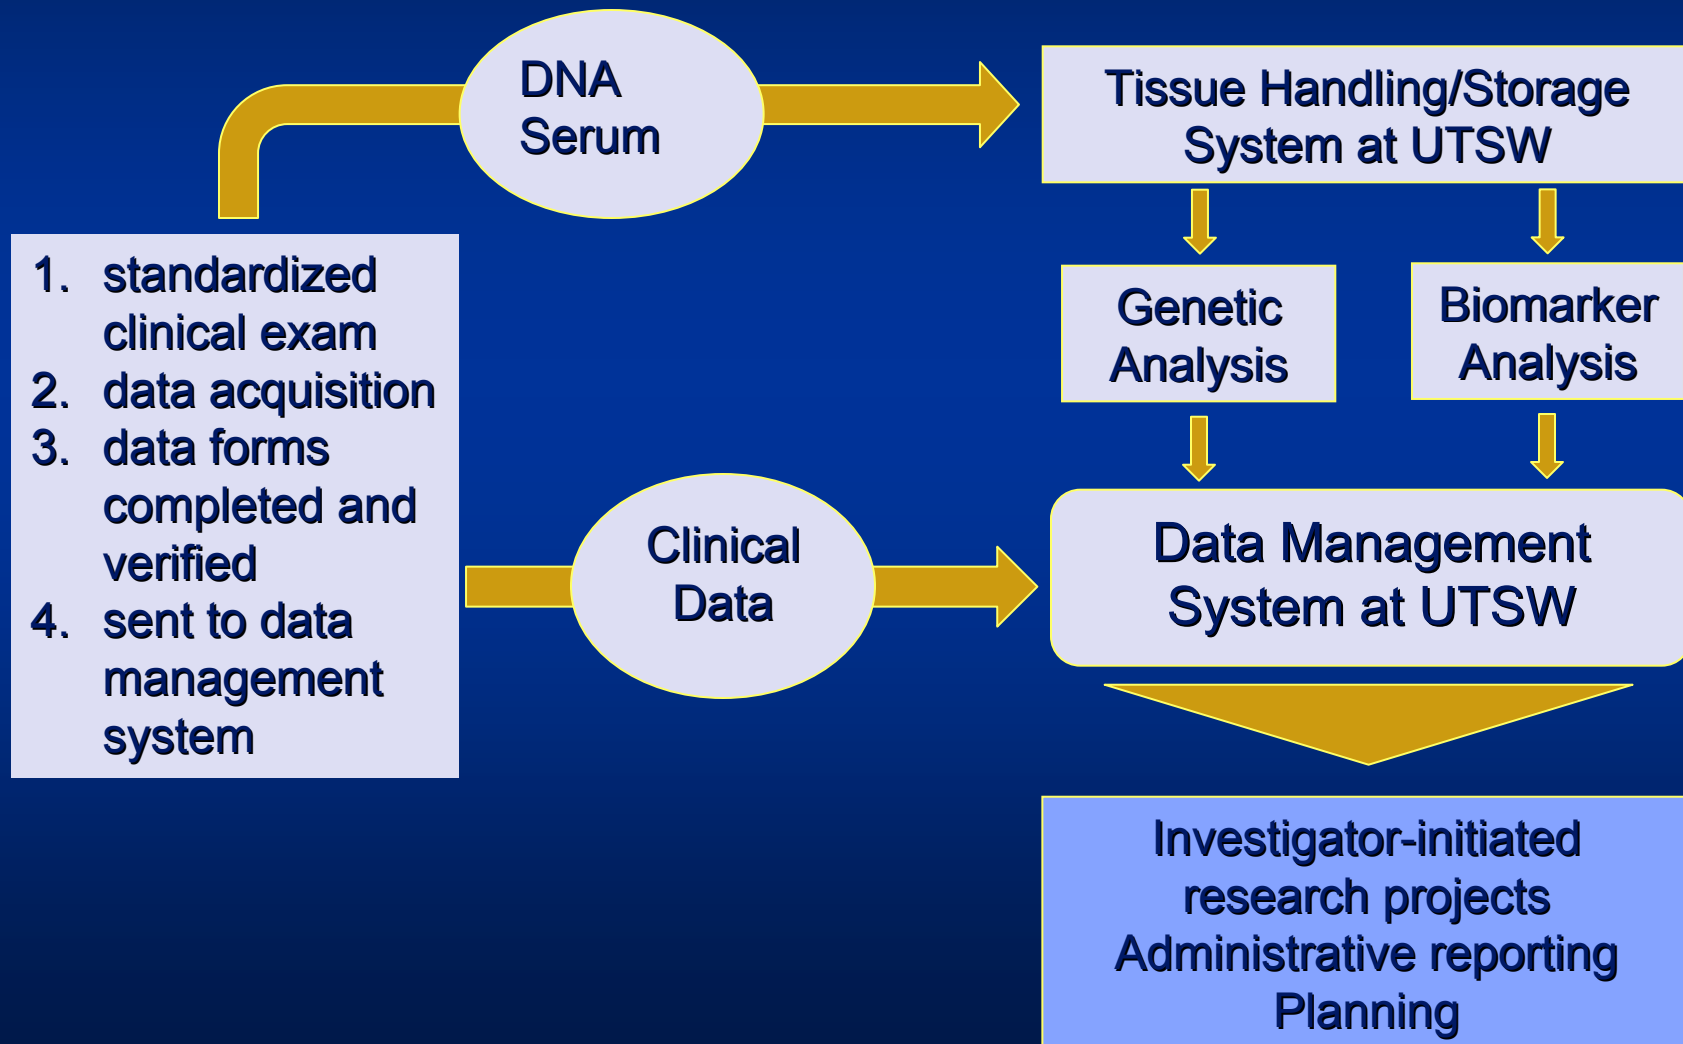 DNA
Serum
Tissue Handling/Storage
System at UTSW
1. standardized
clinical exam
2. data acquisition
3. data forms
completed and
verified
4. sent to data
management
system
Genetic
Analysis
Biomarker
Analysis
Clinical
Data
Data Management
System at UTSW
Investigator-initiated
research projects
Administrative reporting
Planning